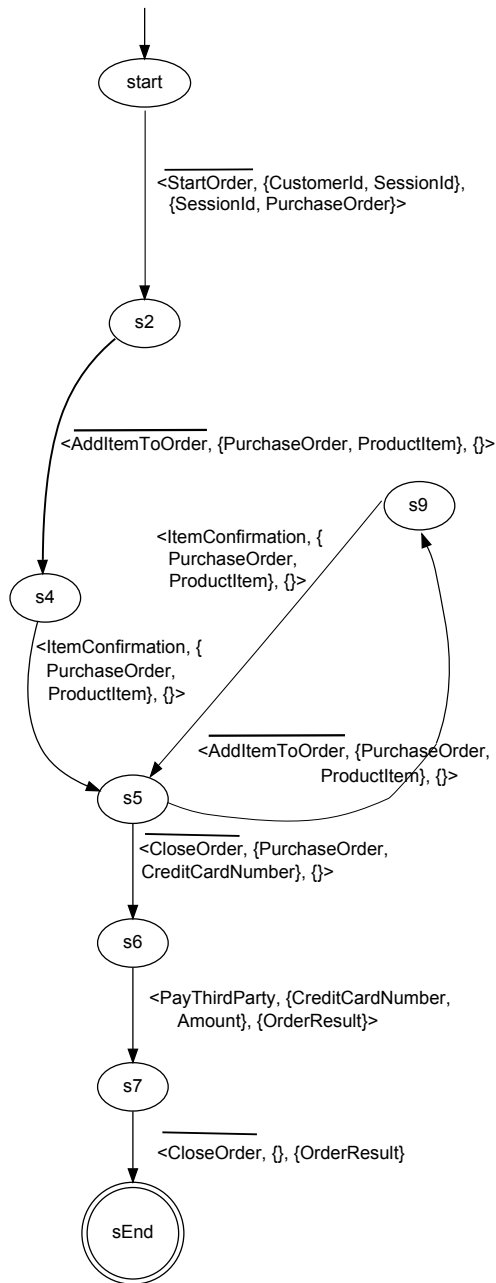 start
<StartOrder, {CustomerId, SessionId},
{SessionId, PurchaseOrder}>
s2
<AddItemToOrder, {PurchaseOrder, ProductItem}, {}>
s9
<ItemConfirmation, {
PurchaseOrder,
ProductItem}, {}>
s4
<ItemConfirmation, {
PurchaseOrder,
ProductItem}, {}>
<AddItemToOrder, {PurchaseOrder,
ProductItem}, {}>
s5
<CloseOrder, {PurchaseOrder,
CreditCardNumber}, {}>
s6
<PayThirdParty, {CreditCardNumber,
Amount}, {OrderResult}>
s7
<CloseOrder, {}, {OrderResult}
sEnd